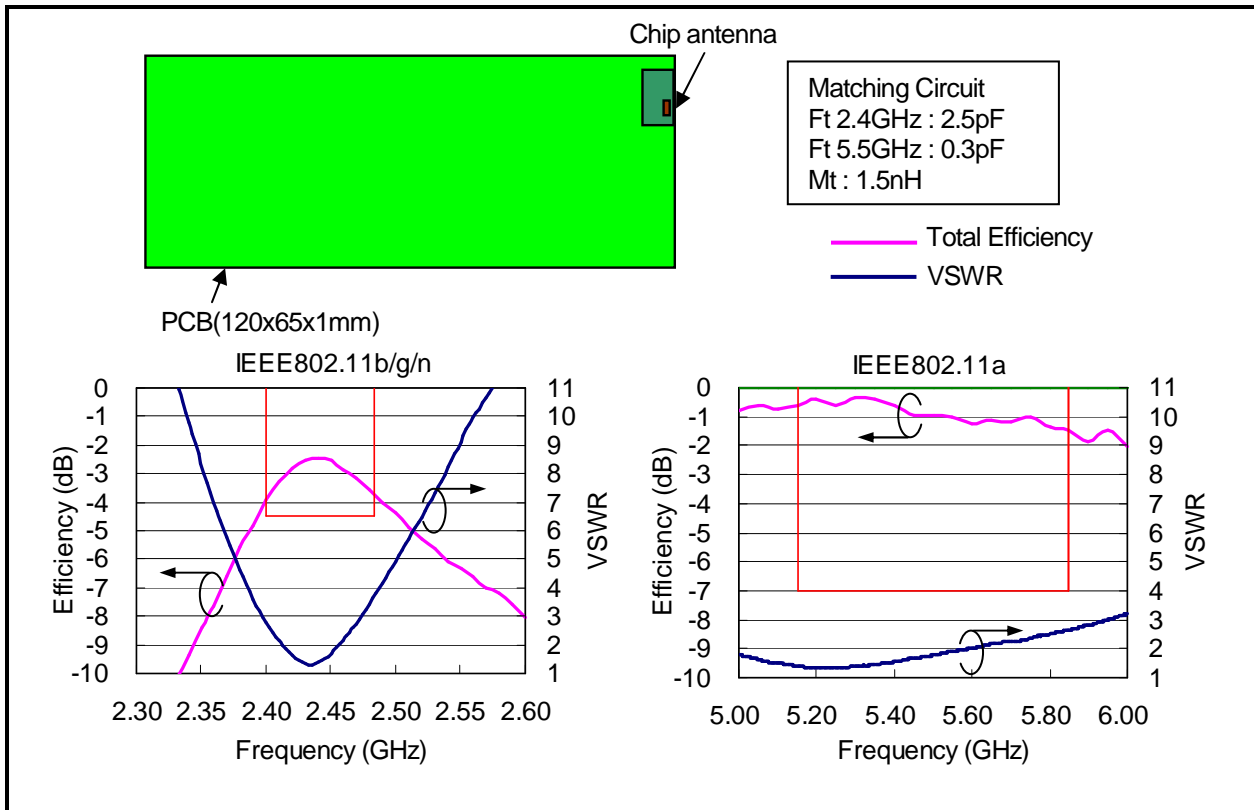 Chip antenna
Matching Circuit
Ft 2.4GHz : 2.5pF
Ft 5.5GHz : 0.3pF
Mt : 1.5nH
Total Efficiency
VSWR
PCB(120x65x1mm)
IEEE802.11b/g/n
0
-1
-2
-3
-4
-5
-6
-7
-8
-9
-10
Efficiency (dB)
11
10
9
8
7
6
5
4
3
2
1
VSWR
2.30 2.35 2.40 2.45 2.50 2.55 2.60
Frequency (GHz)
IEEE802.11a
0
-1
-2
-3
-4
-5
-6
-7
-8
-9
-10
Efficiency (dB)
11
10
9
8
7
6
5
4
3
2
1
VSWR
5.00 5.20 5.40 5.60 5.80 6.00
Frequency (GHz)